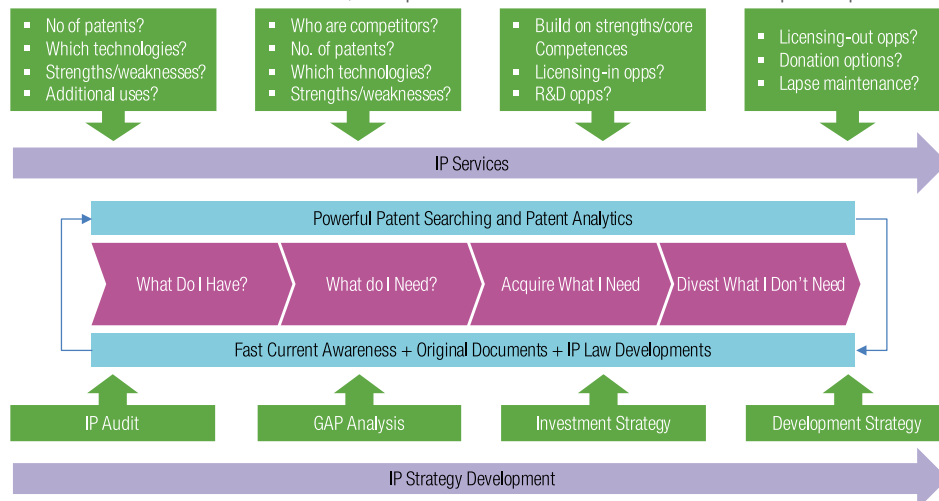 ▪ No of patents?
▪ Which technologies?
▪ Strengths/weaknesses?
▪ Additional uses?
▪ Who are competitors?
▪ No. of patents?
▪ Which technologies?
▪ Strengths/weaknesses?
▪ Build on strengths/core
Competences
▪ Licensing-in opps?
▪ R&D opps?
▪ Licensing-out opps?
▪ Donation options?
▪ Lapse maintenance?
IP Services
Powerful Patent Searching and Patent Analytics
What Do I Have?
What do I Need?
Acquire What I Need
Divest What I Don't Need
Fast Current Awareness + Original Documents + IP Law Developments
IP Audit
GAP Analysis
Investment Strategy
Development Strategy
IP Strategy Development